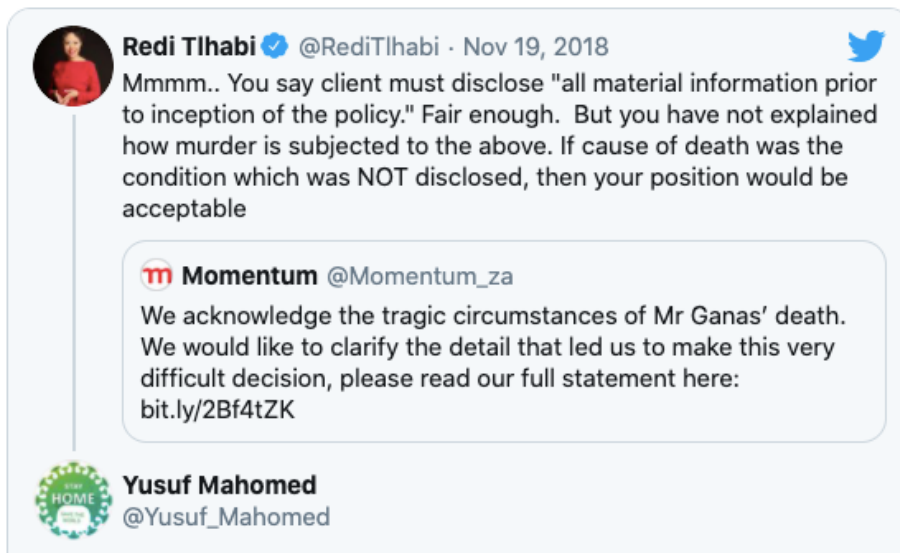 Redi Tlhabi @RediTlhabi · Nov 19, 2018
Mmmm.. You say client must disclose "all material information prior
to inception of the policy." Fair enough.  But you have not explained
how murder is subjected to the above. If cause of death was the
condition which was NOT disclosed, then your position would be
acceptable
m Momentum @Momentum_za
We acknowledge the tragic circumstances of Mr Ganas’ death.
We would like to clarify the detail that led us to make this very
difficult decision, please read our full statement here:
bit.ly/2Bf4tZK
Yusuf Mahomed
STAY
HOME
@Yusuf_Mahomed